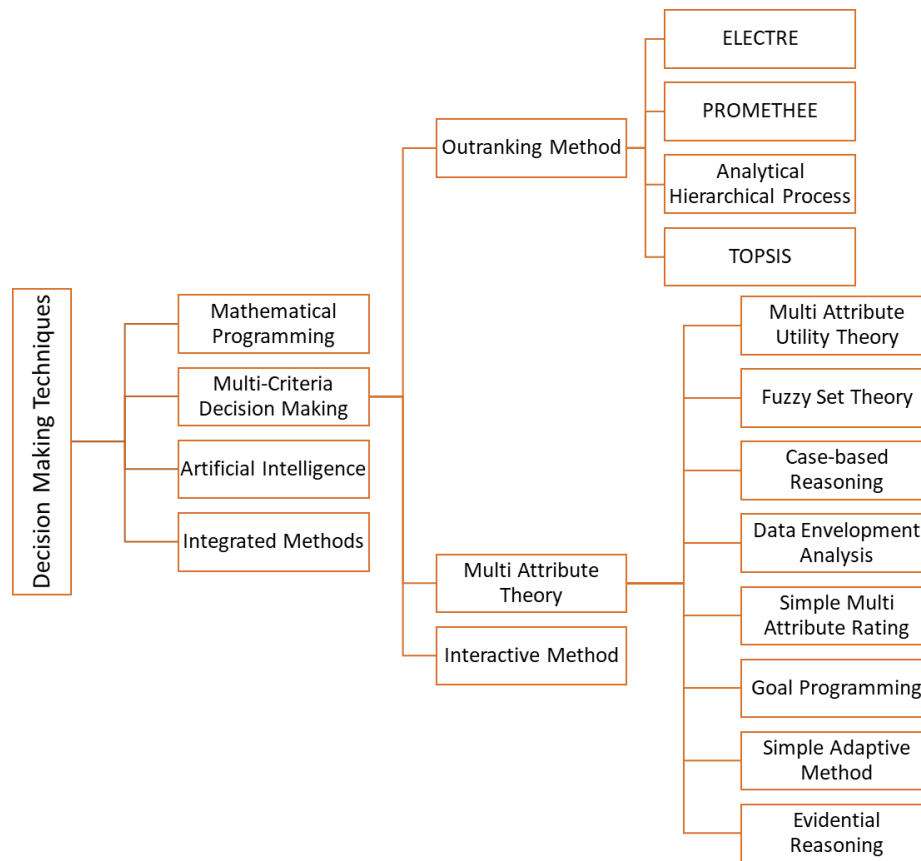 Decision Making Techniques
Mathematical
Programming
Multi-Criteria
Decision Making
Artificial Intelligence
Integrated Methods
Outranking Method
Multi Attribute
Theory
Interactive Method
ELECTRE
PROMETHEE
Analytical
Hierarchical Process
TOPSIS
Multi Attribute
Utility Theory
Fuzzy Set Theory
Case-based
Reasoning
Data Envelopment
Analysis
Simple Multi
Attribute Rating
Goal Programming
Simple Adaptive
Method
Evidential
Reasoning